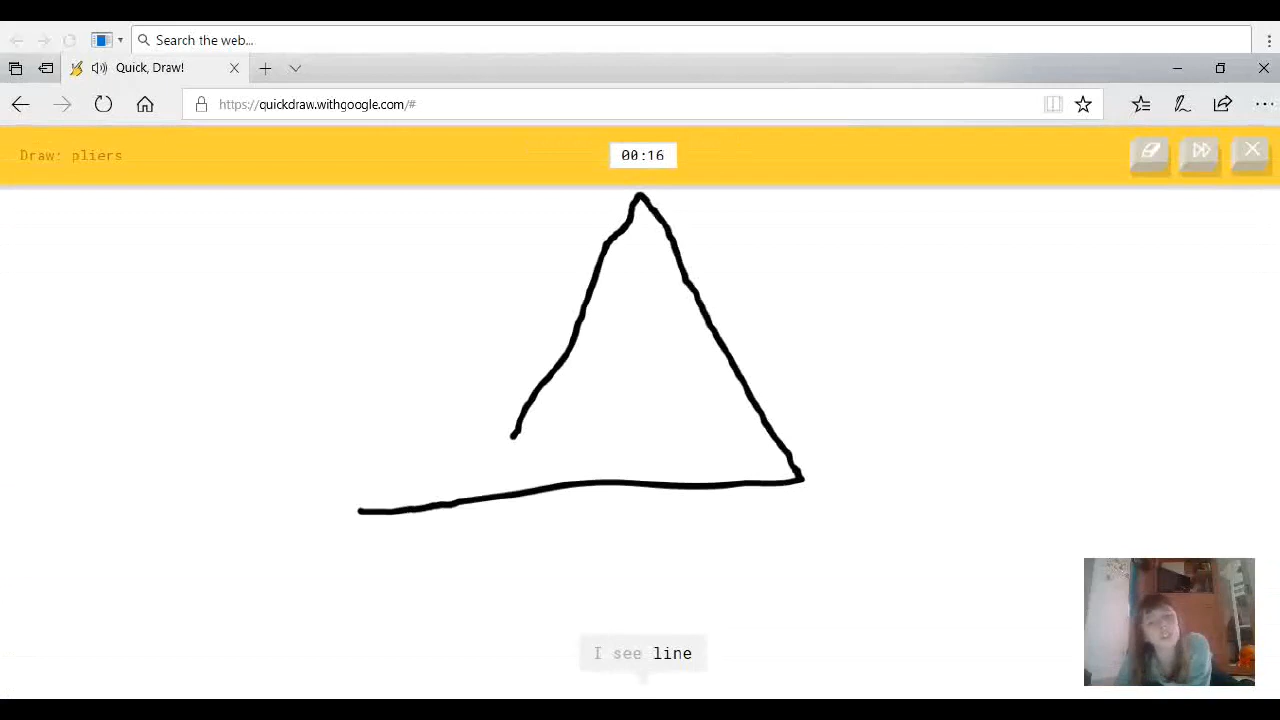 Search the web...
Quick, Draw!
https://quickdraw.withgoogle.com/#
Draw: pliers
00:16
I see line